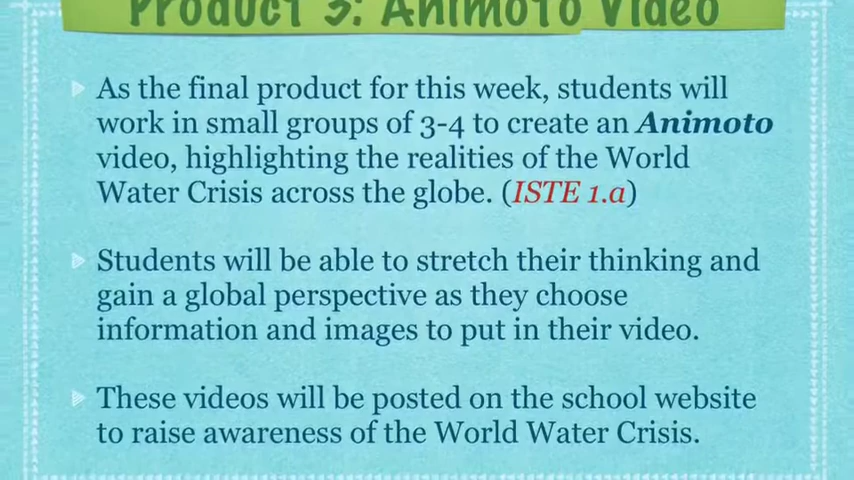 Product 3: Animoto Video
As the final product for this week, students will
work in small groups of 3-4 to create an Animoto
video, highlighting the realities of the World
Water Crisis across the globe. (ISTE 1.a)
Students will be able to stretch their thinking and
gain a global perspective as they choose
information and images to put in their video.
These videos will be posted on the school website
to raise awareness of the World Water Crisis.